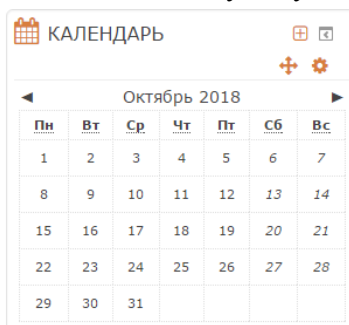 КАЛЕНДАРЬ
◄ Октябрь 2018 ►
Пн Вт Ср Чт Пт Сб Вс
1 2 3 4 5 6 7
8 9 10 11 12 13 14
15 16 17 18 19 20 21
22 23 24 25 26 27 28
29 30 31